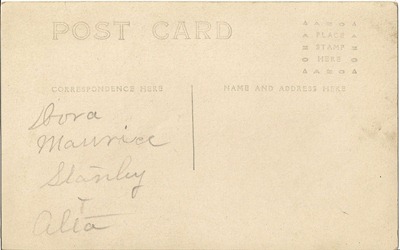 POST CARD
PLACE
STAMP
HERE
CORRESPONDENCE HERE
NAME AND ADDRESS HERE
Dora
Maurice
Stanley
+
Alta